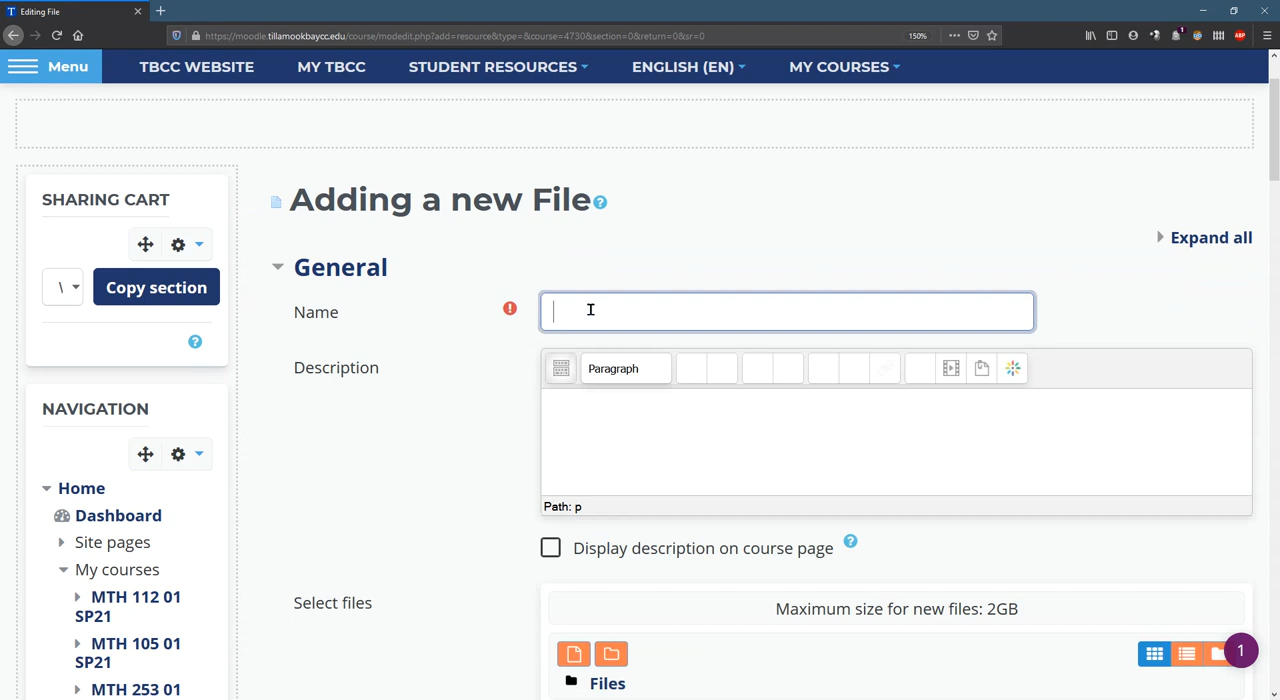 Editing File
https://moodle.tillamookbaycc.edu/course/modedit.php?add=resource&type=&course=4730&section=0&return=0&sr=0
150%
1
ABP
Menu
TBCC WEBSITE
MY TBCC
STUDENT RESOURCES
ENGLISH (EN)
MY COURSES
SHARING CART
\
Copy section
NAVIGATION
Home
Dashboard
Site pages
My courses
MTH 112 01
SP21
MTH 105 01
SP21
MTH 253 01
Adding a new File
Expand all
General
Name
Description
Paragraph
Path: p
Display description on course page
Select files
Maximum size for new files: 2GB
Files
1